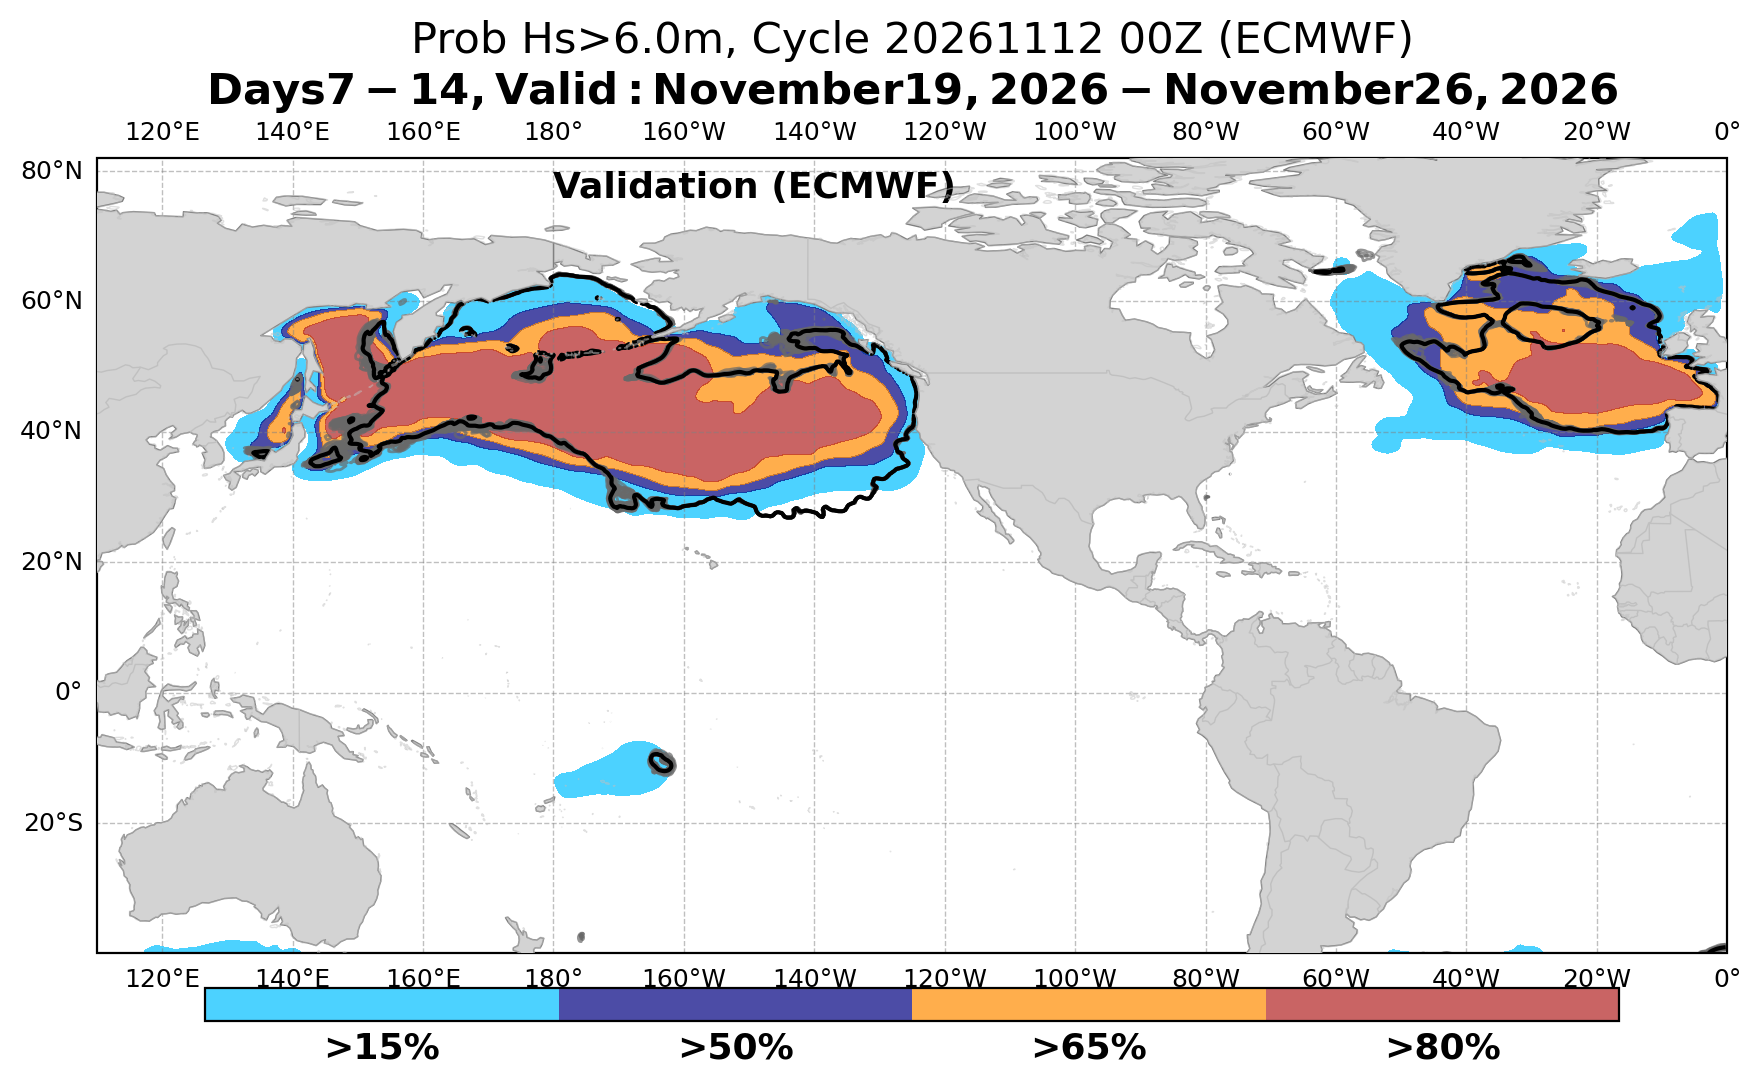 Prob Hs>6.0m, Cycle 20261112 00Z (ECMWF)
Days7 − 14, Valid : November19, 2026 − November26, 2026
120°E 140°E 160°E 180° 160°W 140°W 120°W 100°W 80°W 60°W 40°W 20°W 0°
80°N
Validation (ECMWF)
60°N
40°N
20°N
0°
20°S
120°E 140°E 160°E 180° 160°W 140°W 120°W 100°W 80°W 60°W 40°W 20°W 0°
>15% >50% >65% >80%